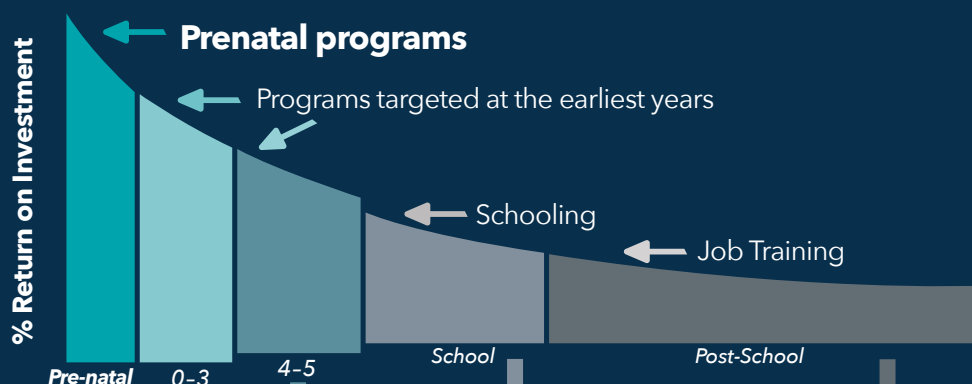 % Return on Investment
Prenatal programs
Programs targeted at the earliest years
Schooling
Job Training
Pre-natal
0–3
4–5
School
Post-School